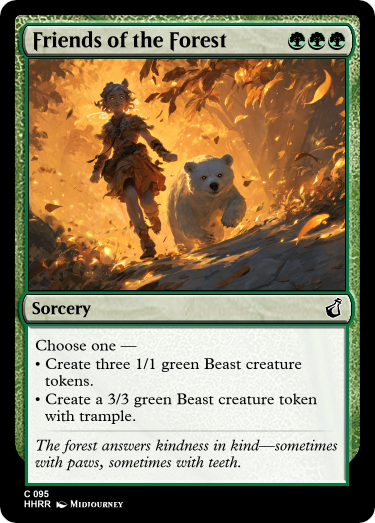 Friends of the Forest
Sorcery
Choose one —
• Create three 1/1 green Beast creature
tokens.
• Create a 3/3 green Beast creature token
with trample.
The forest answers kindness in kind—sometimes
with paws, sometimes with teeth.
C 095
HHRR Midjourney